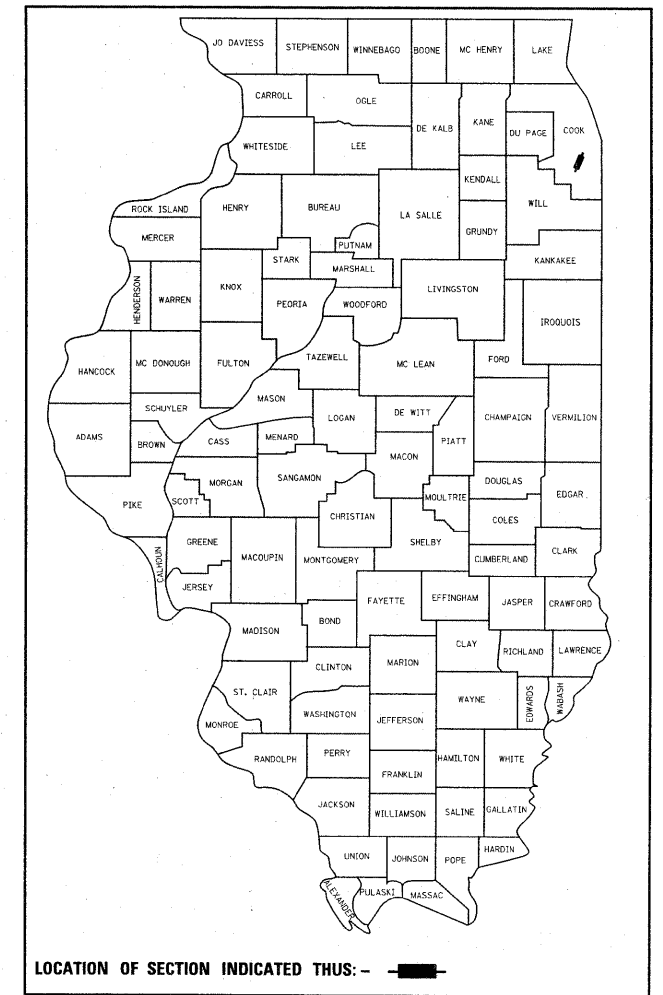 JO DAVIESS STEPHENSON WINNEBAGO BOONE MC HENRY LAKE
CARROLL OGLE DE KALB KANE DU PAGE COOK
WHITESIDE LEE
KENDALL
ROCK ISLAND HENRY BUREAU LA SALLE WILL
MERCER PUTNAM GRUNDY
STARK MARSHALL KANKAKEE
HENDERSON WARREN KNOX PEORIA WOODFORD LIVINGSTON IROQUOIS
HANCOCK MC DONOUGH FULTON TAZEWELL MC LEAN FORD
SCHUYLER MASON LOGAN DE WITT CHAMPAIGN VERMILION
ADAMS BROWN CASS MENARD MACON PIATT
PIKE SCOTT MORGAN SANGAMON CHRISTIAN MOULTRIE DOUGLAS EDGAR
COLES
CALHOUN GREENE MACOUPIN MONTGOMERY SHELBY CUMBERLAND CLARK
JERSEY FAYETTE EFFINGHAM JASPER CRAWFORD
MADISON BOND
CLINTON MARION CLAY RICHLAND LAWRENCE
ST. CLAIR WAYNE EDWARDS WABASH
MONROE WASHINGTON JEFFERSON
RANDOLPH PERRY HAMILTON WHITE
FRANKLIN
JACKSON WILLIAMSON SALINE GALLATIN
UNION JOHNSON POPE HARDIN
ALEXANDER PULASKI MASSAC
LOCATION OF SECTION INDICATED THUS: -